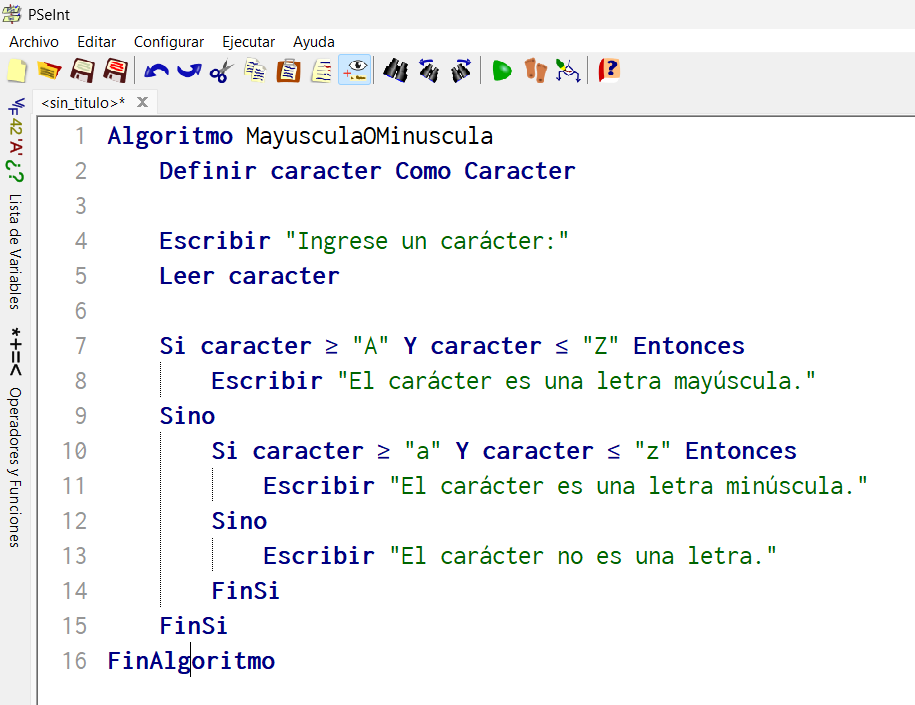 PSeInt
Archivo Editar Configurar Ejecutar Ayuda
<sin_titulo>* X
1 Algoritmo MayusculaOMinuscula
2 Definir caracter Como Caracter
3
4 Escribir "Ingrese un carácter:"
5 Leer caracter
6
7 Si caracter ≥ "A" Y caracter ≤ "Z" Entonces
8 Escribir "El carácter es una letra mayúscula."
9 Sino
10 Si caracter ≥ "a" Y caracter ≤ "z" Entonces
11 Escribir "El carácter es una letra minúscula."
12 Sino
13 Escribir "El carácter no es una letra."
14 FinSi
15 FinSi
16 FinAlgoritmo
VF 42 'A' ¿? Lista de Variables
*+=< Operadores y Funciones